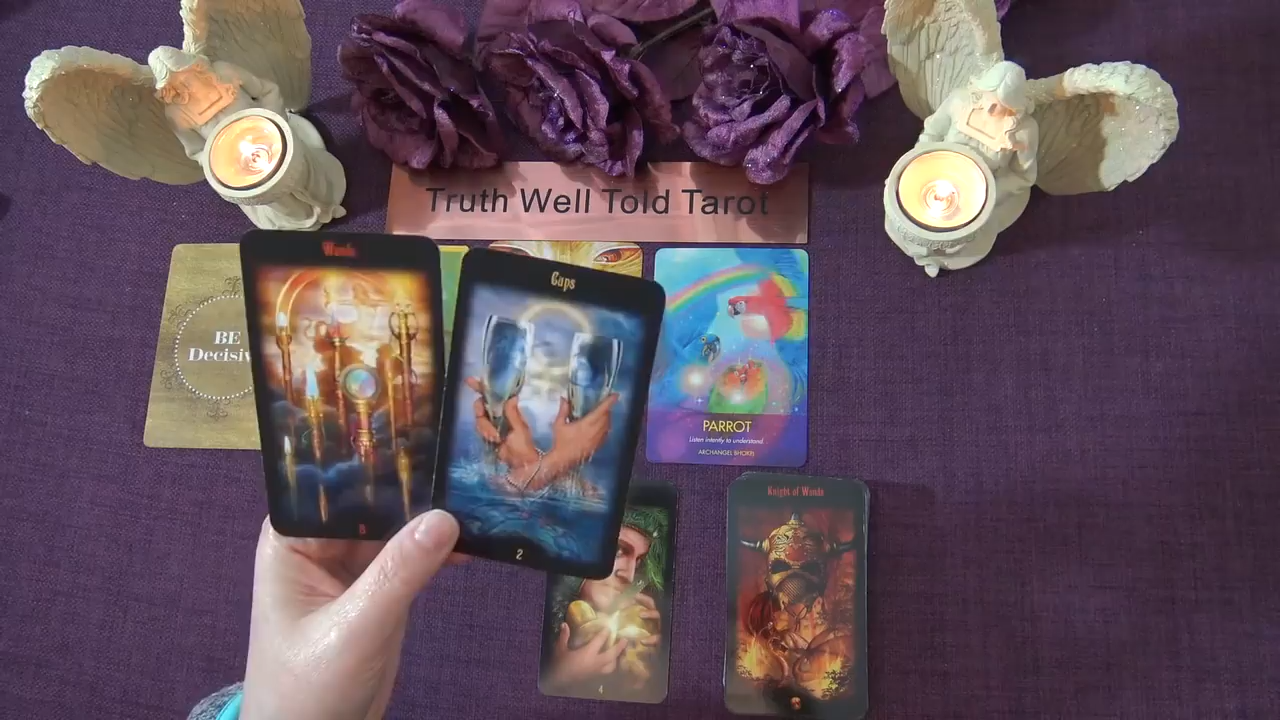 Truth Well Told Tarot
Wands
Cups
BE
Decisiv
8
2
PARROT
Listen intently to understand
ARCHANGEL
Knight of Wands
4